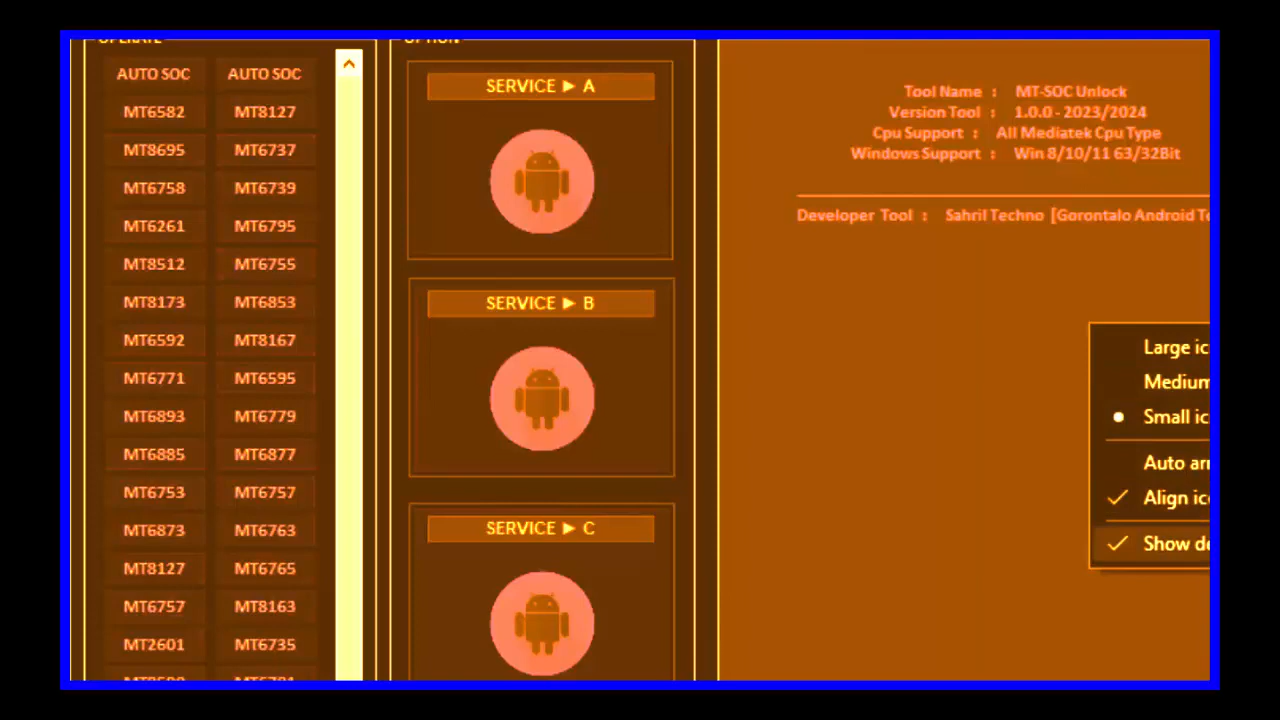 OPERATE
AUTO SOC AUTO SOC
MT6582 MT8127
MT8695 MT6737
MT6758 MT6739
MT6261 MT6795
MT8512 MT6755
MT8173 MT6853
MT6592 MT8167
MT6771 MT6595
MT6893 MT6779
MT6885 MT6877
MT6753 MT6757
MT6873 MT6763
MT8127 MT6765
MT6757 MT8163
MT2601 MT6735
OPTION
SERVICE ► A
SERVICE ► B
SERVICE ► C
Tool Name : MT-SOC Unlock
Version Tool : 1.0.0 - 2023/2024
Cpu Support : All Mediatek Cpu Type
Windows Support : Win 8/10/11 63/32Bit
Developer Tool : Sahril Techno [Gorontalo Android
Large
Medium
Small
Auto
Align
Show